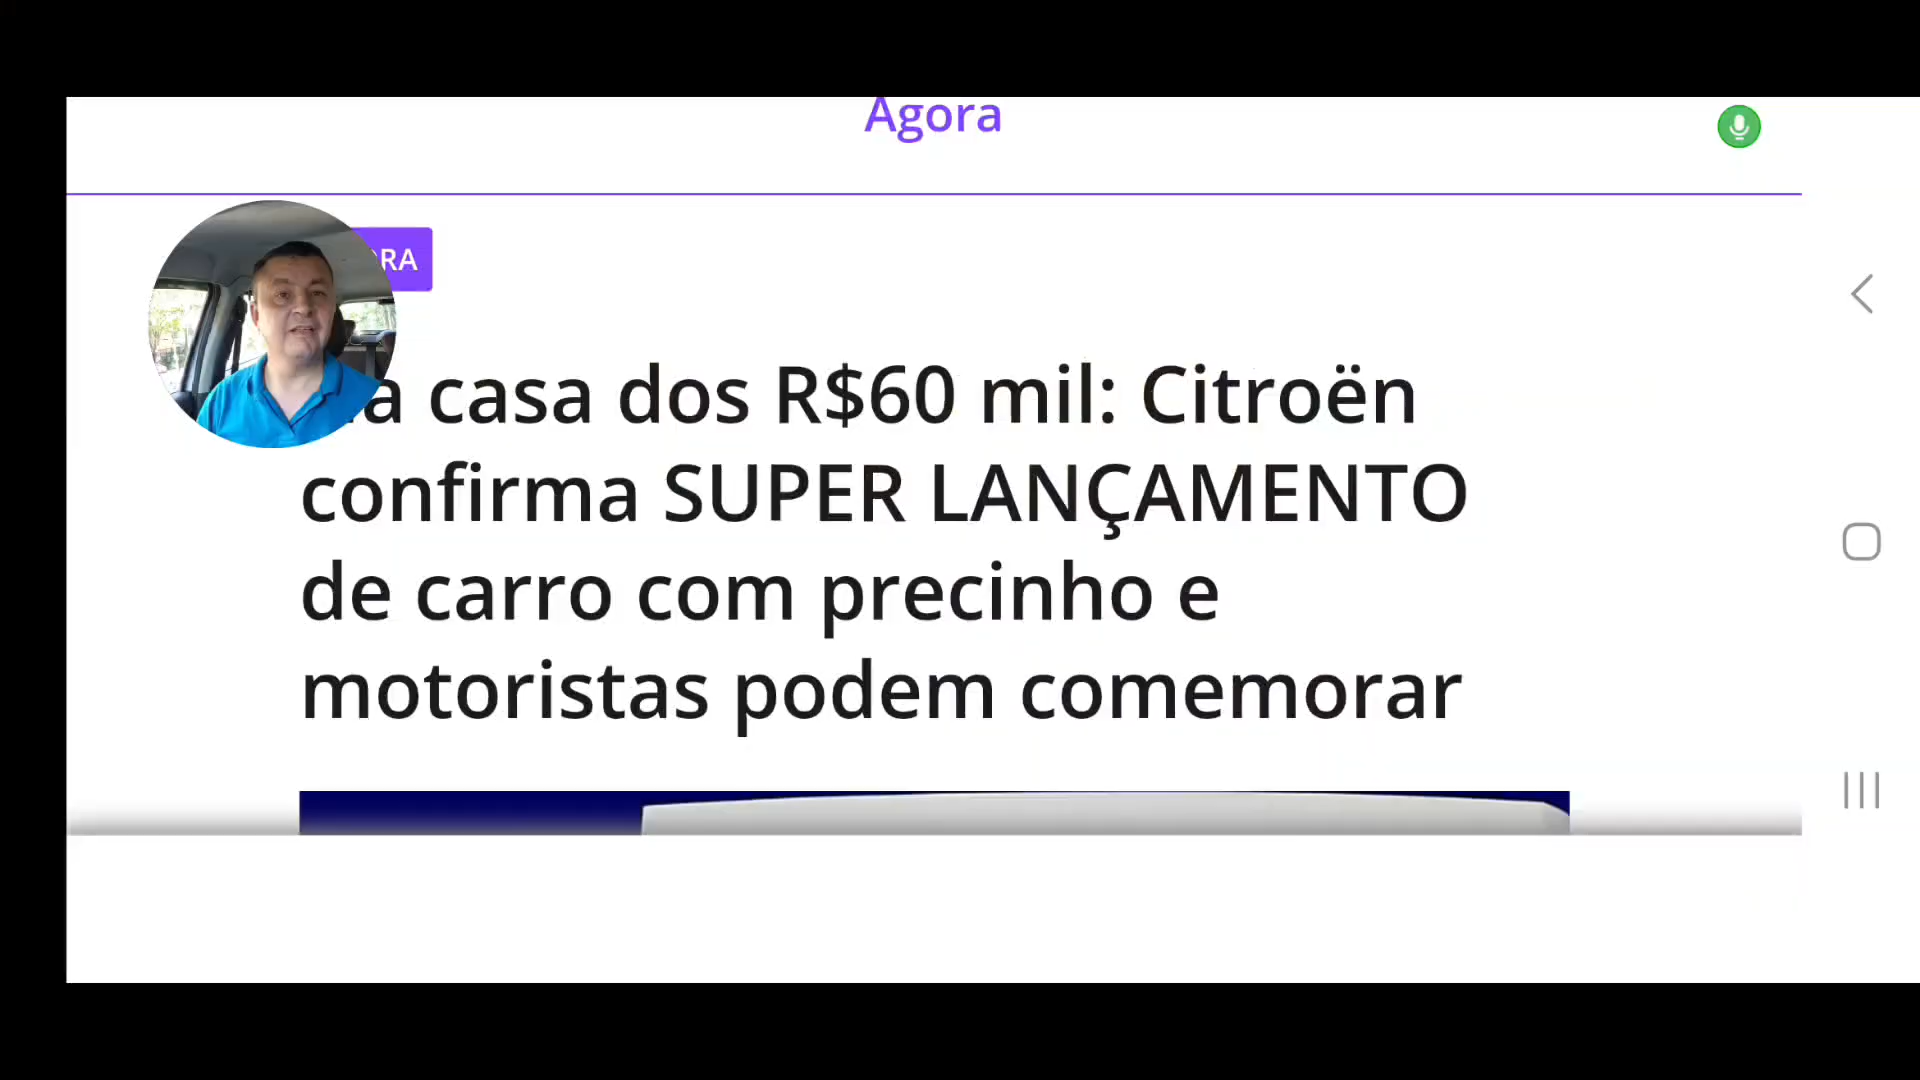 Agora
RA
a casa dos R$60 mil: Citroën
confirma SUPER LANÇAMENTO
de carro com precinho e
motoristas podem comemorar